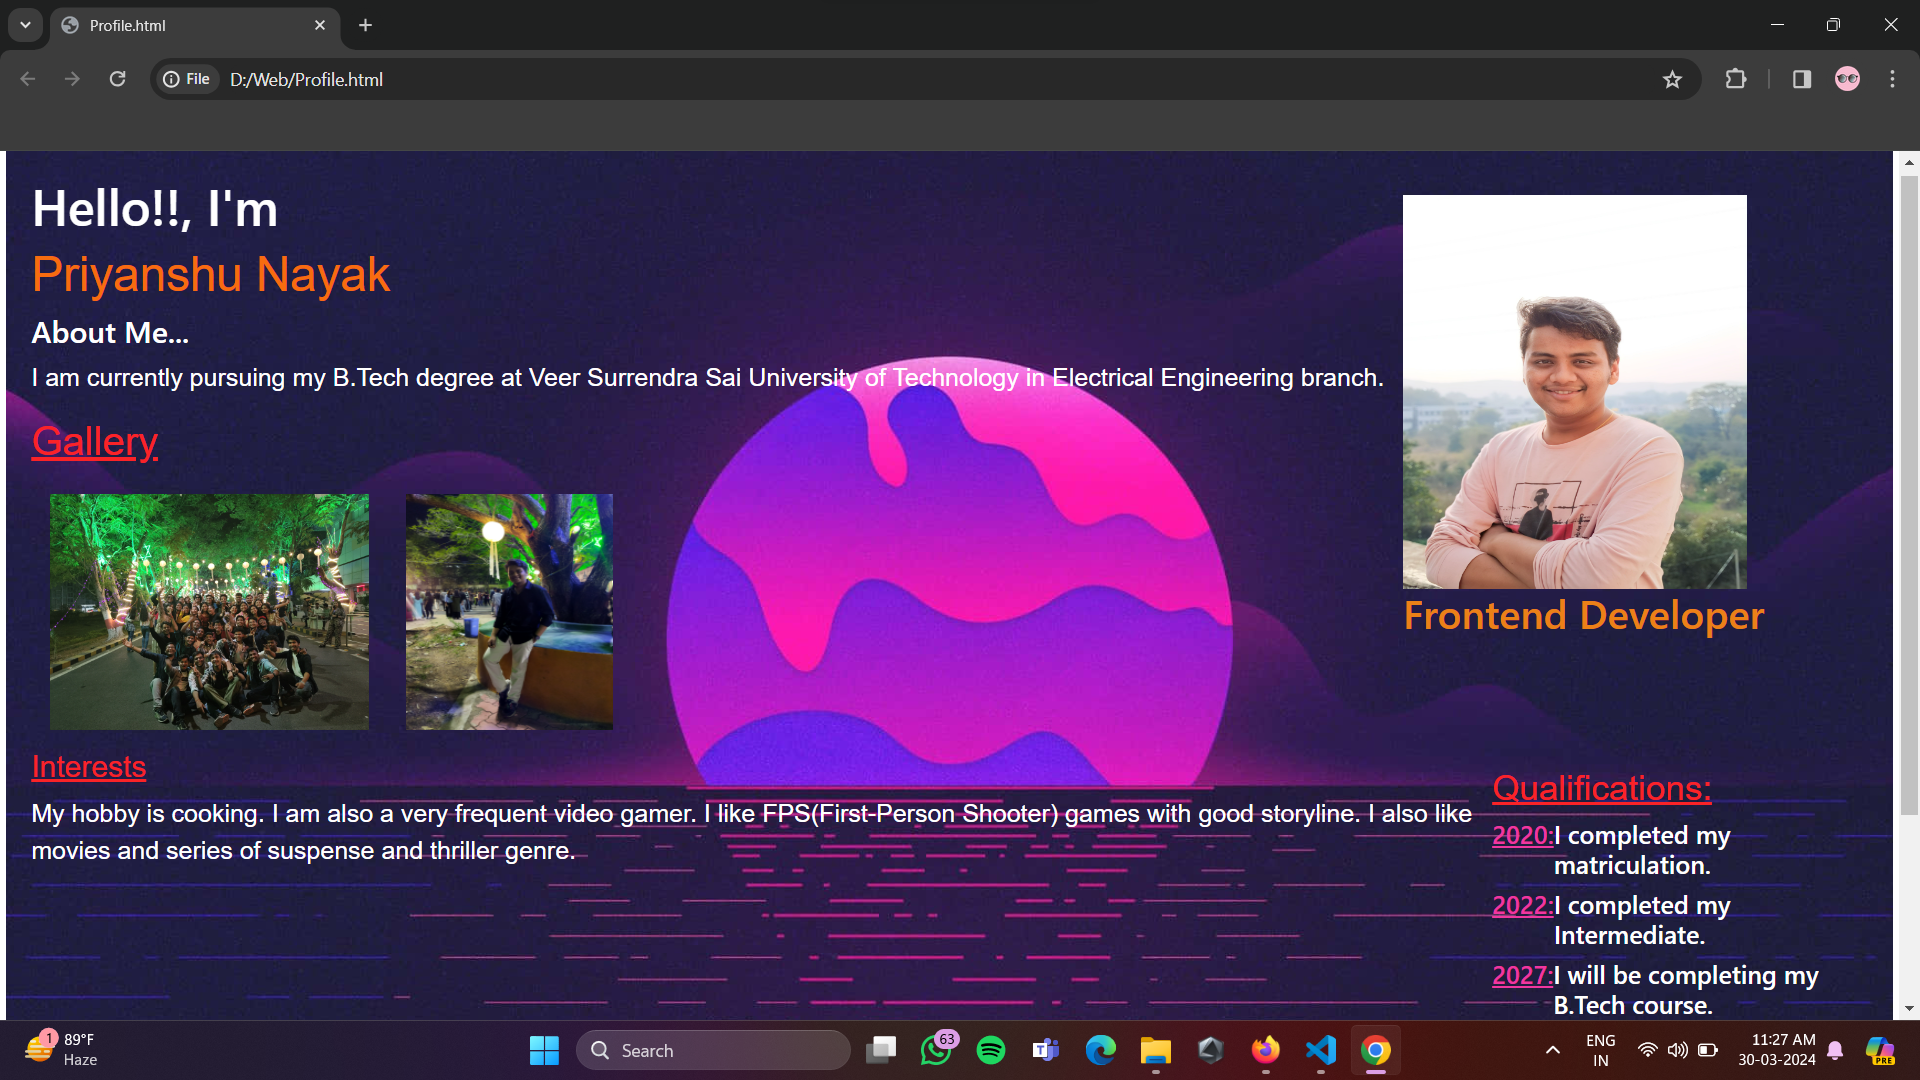 Profile.html
File
D:/Web/Profile.html
Hello!!, I'm
Priyanshu Nayak
About Me...
I am currently pursuing my B.Tech degree at Veer Surrendra Sai University of Technology in Electrical Engineering branch.
Gallery
Frontend Developer
Interests
My hobby is cooking. I am also a very frequent video gamer. I like FPS(First-Person Shooter) games with good storyline. I also like
movies and series of suspense and thriller genre.
Qualifications:
2020:I completed my
matriculation.
2022:I completed my
Intermediate.
2027:I will be completing my
B.Tech course.
1
89°F
Haze
Search
63
ENG
IN
11:27 AM
30-03-2024
PRE